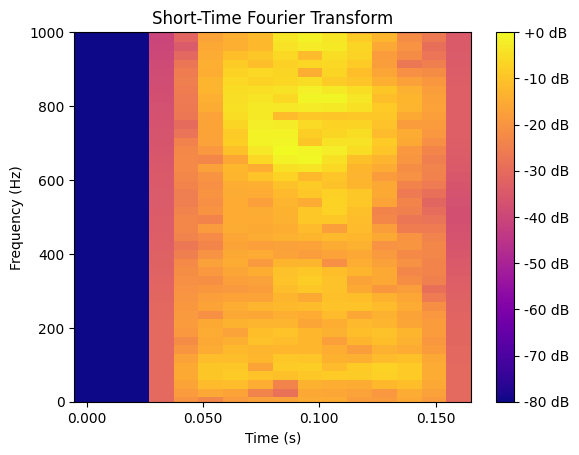 Short-Time Fourier Transform
1000
800
600
400
200
0
Frequency (Hz)
0.000
0.050
0.100
0.150
Time (s)
+0 dB
-10 dB
-20 dB
-30 dB
-40 dB
-50 dB
-60 dB
-70 dB
-80 dB